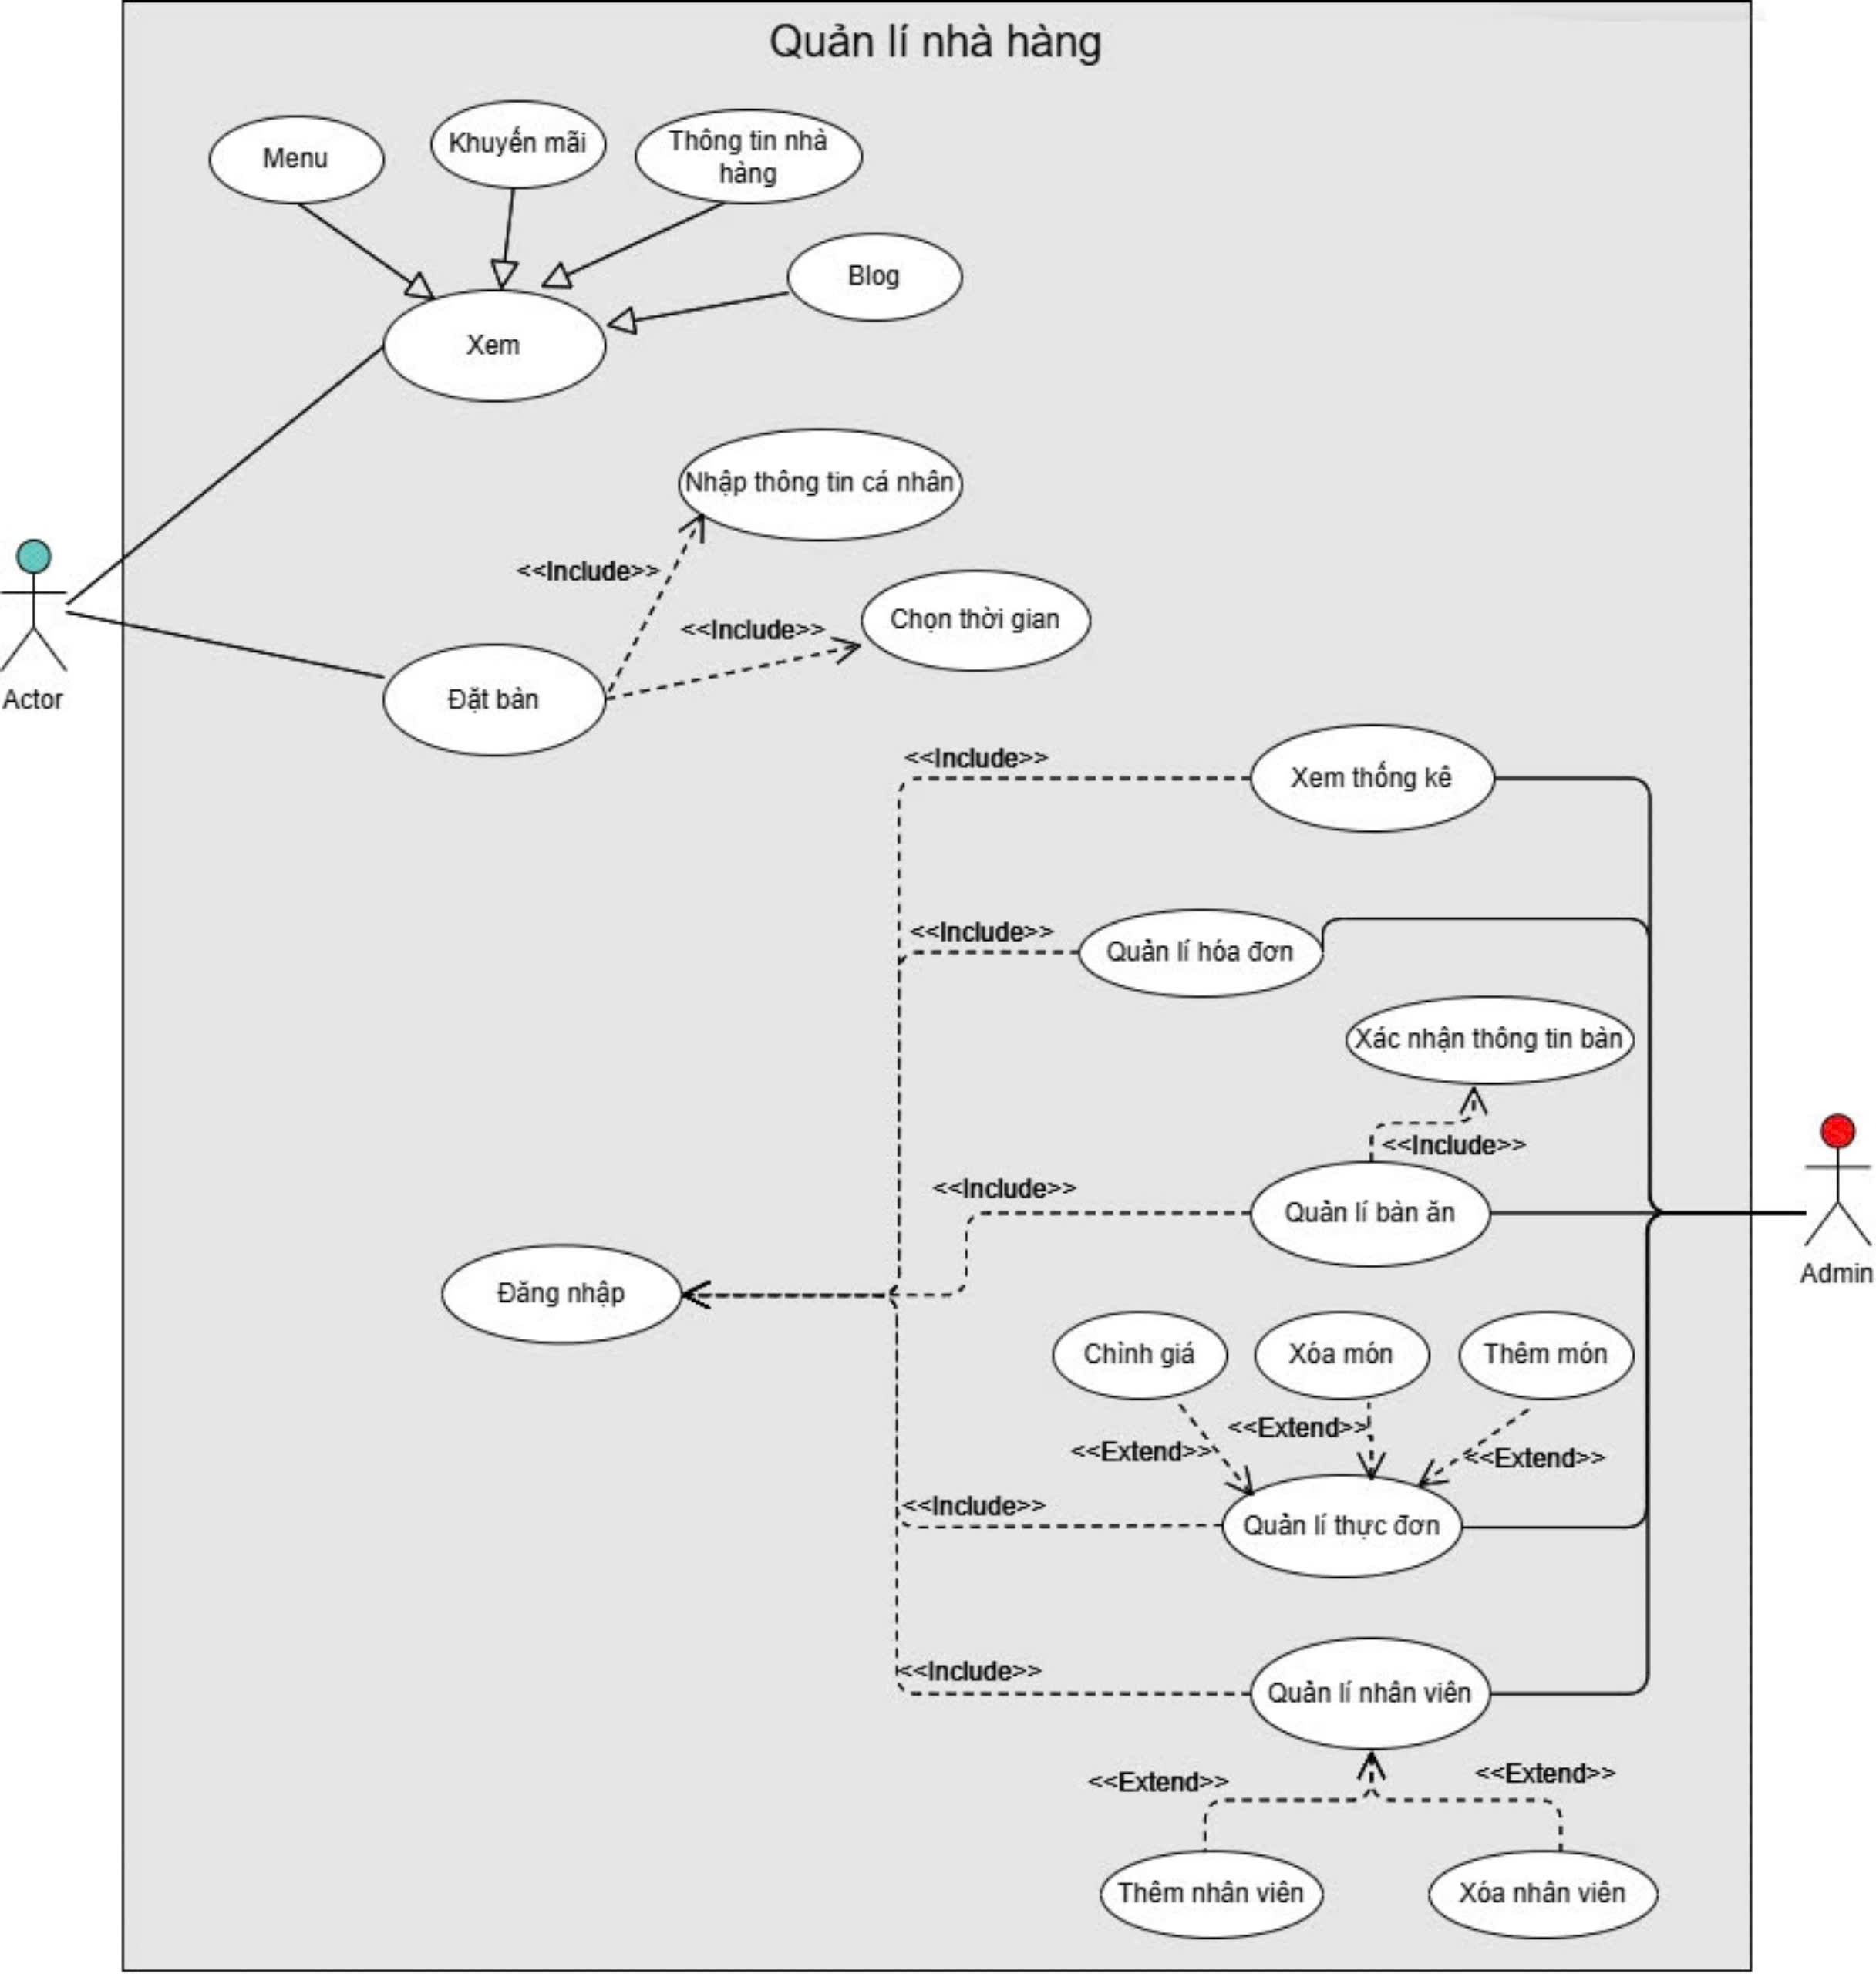 Quản lí nhà hàng
Menu
Khuyến mãi
Thông tin nhà
hàng
Blog
Xem
Nhập thông tin cá nhân
<<Include>>
Chọn thời gian
<<Include>>
Actor
Đặt bàn
<<Include>>
Xem thống kê
<<Include>>
Quản lí hóa đơn
Xác nhận thông tin bàn
<<Include>>
<<Include>>
Quản lí bàn ăn
Admin
Đăng nhập
Chỉnh giá
Xóa món
Thêm món
<<Extend>>
<<Extend>>
<<Extend>>
<<Include>>
Quản lí thực đơn
<<Include>>
Quản lí nhân viên
<<Extend>>
<<Extend>>
Thêm nhân viên
Xóa nhân viên